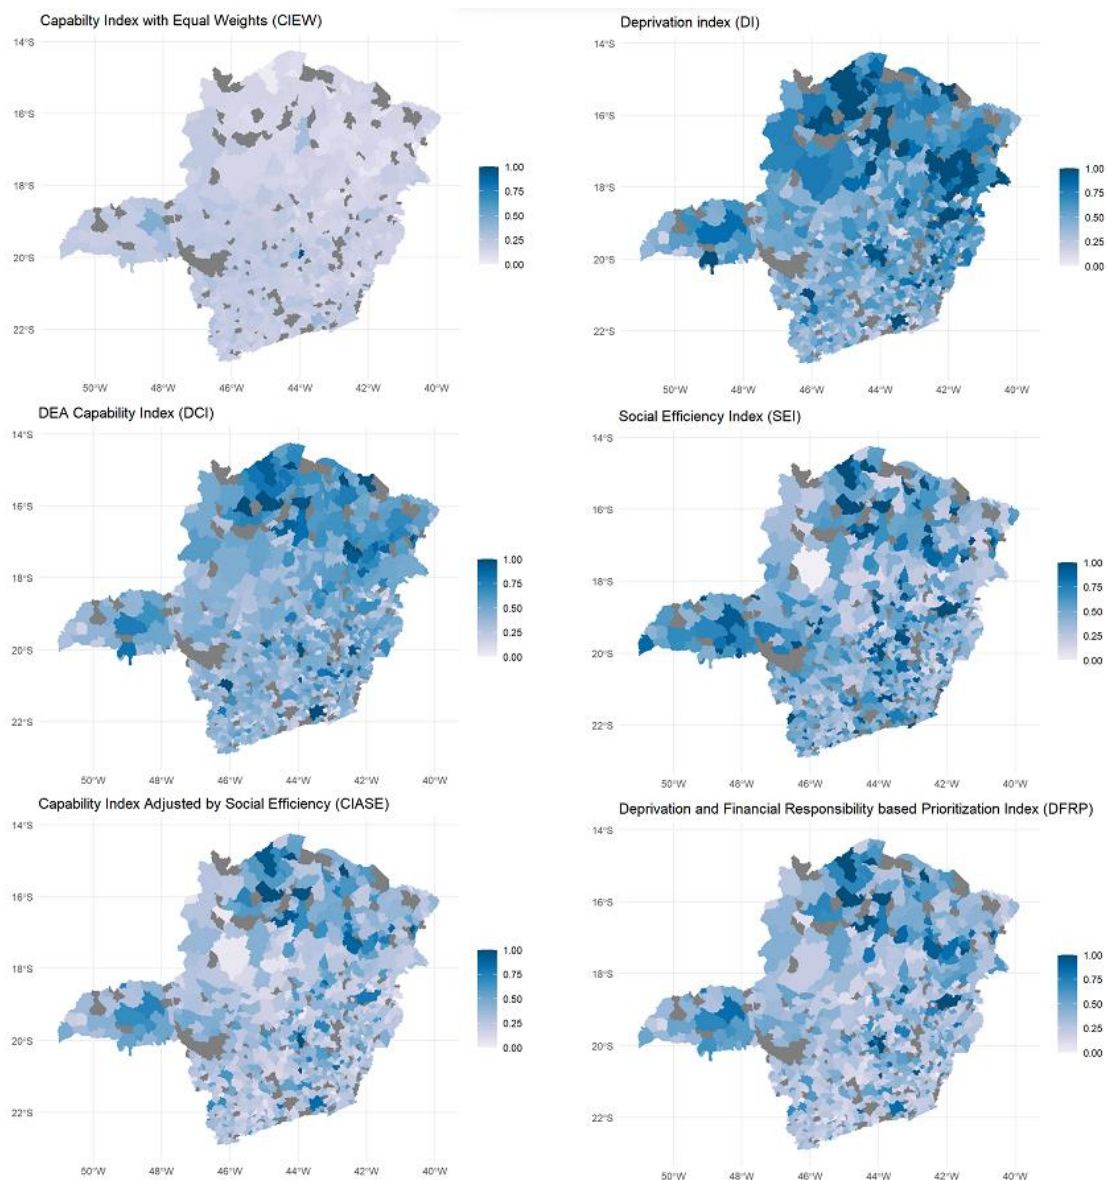 Capabilty Index with Equal Weights (CIEW)
14°S
16°S
18°S
20°S
22°S
50°W 48°W 46°W 44°W 42°W 40°W
1.00
0.75
0.50
0.25
0.00
Deprivation index (DI)
14°S
16°S
18°S
20°S
22°S
50°W 48°W 46°W 44°W 42°W 40°W
1.00
0.75
0.50
0.25
0.00
DEA Capability Index (DCI)
14°S
16°S
18°S
20°S
22°S
50°W 48°W 46°W 44°W 42°W 40°W
1.00
0.75
0.50
0.25
0.00
Social Efficiency Index (SEI)
14°S
16°S
18°S
20°S
22°S
50°W 48°W 46°W 44°W 42°W 40°W
1.00
0.75
0.50
0.25
0.00
Capability Index Adjusted by Social Efficiency (CIASE)
14°S
16°S
18°S
20°S
22°S
50°W 48°W 46°W 44°W 42°W 40°W
1.00
0.75
0.50
0.25
0.00
Deprivation and Financial Responsibility based Prioritization Index (DFRP)
14°S
16°S
18°S
20°S
22°S
50°W 48°W 46°W 44°W 42°W 40°W
1.00
0.75
0.50
0.25
0.00